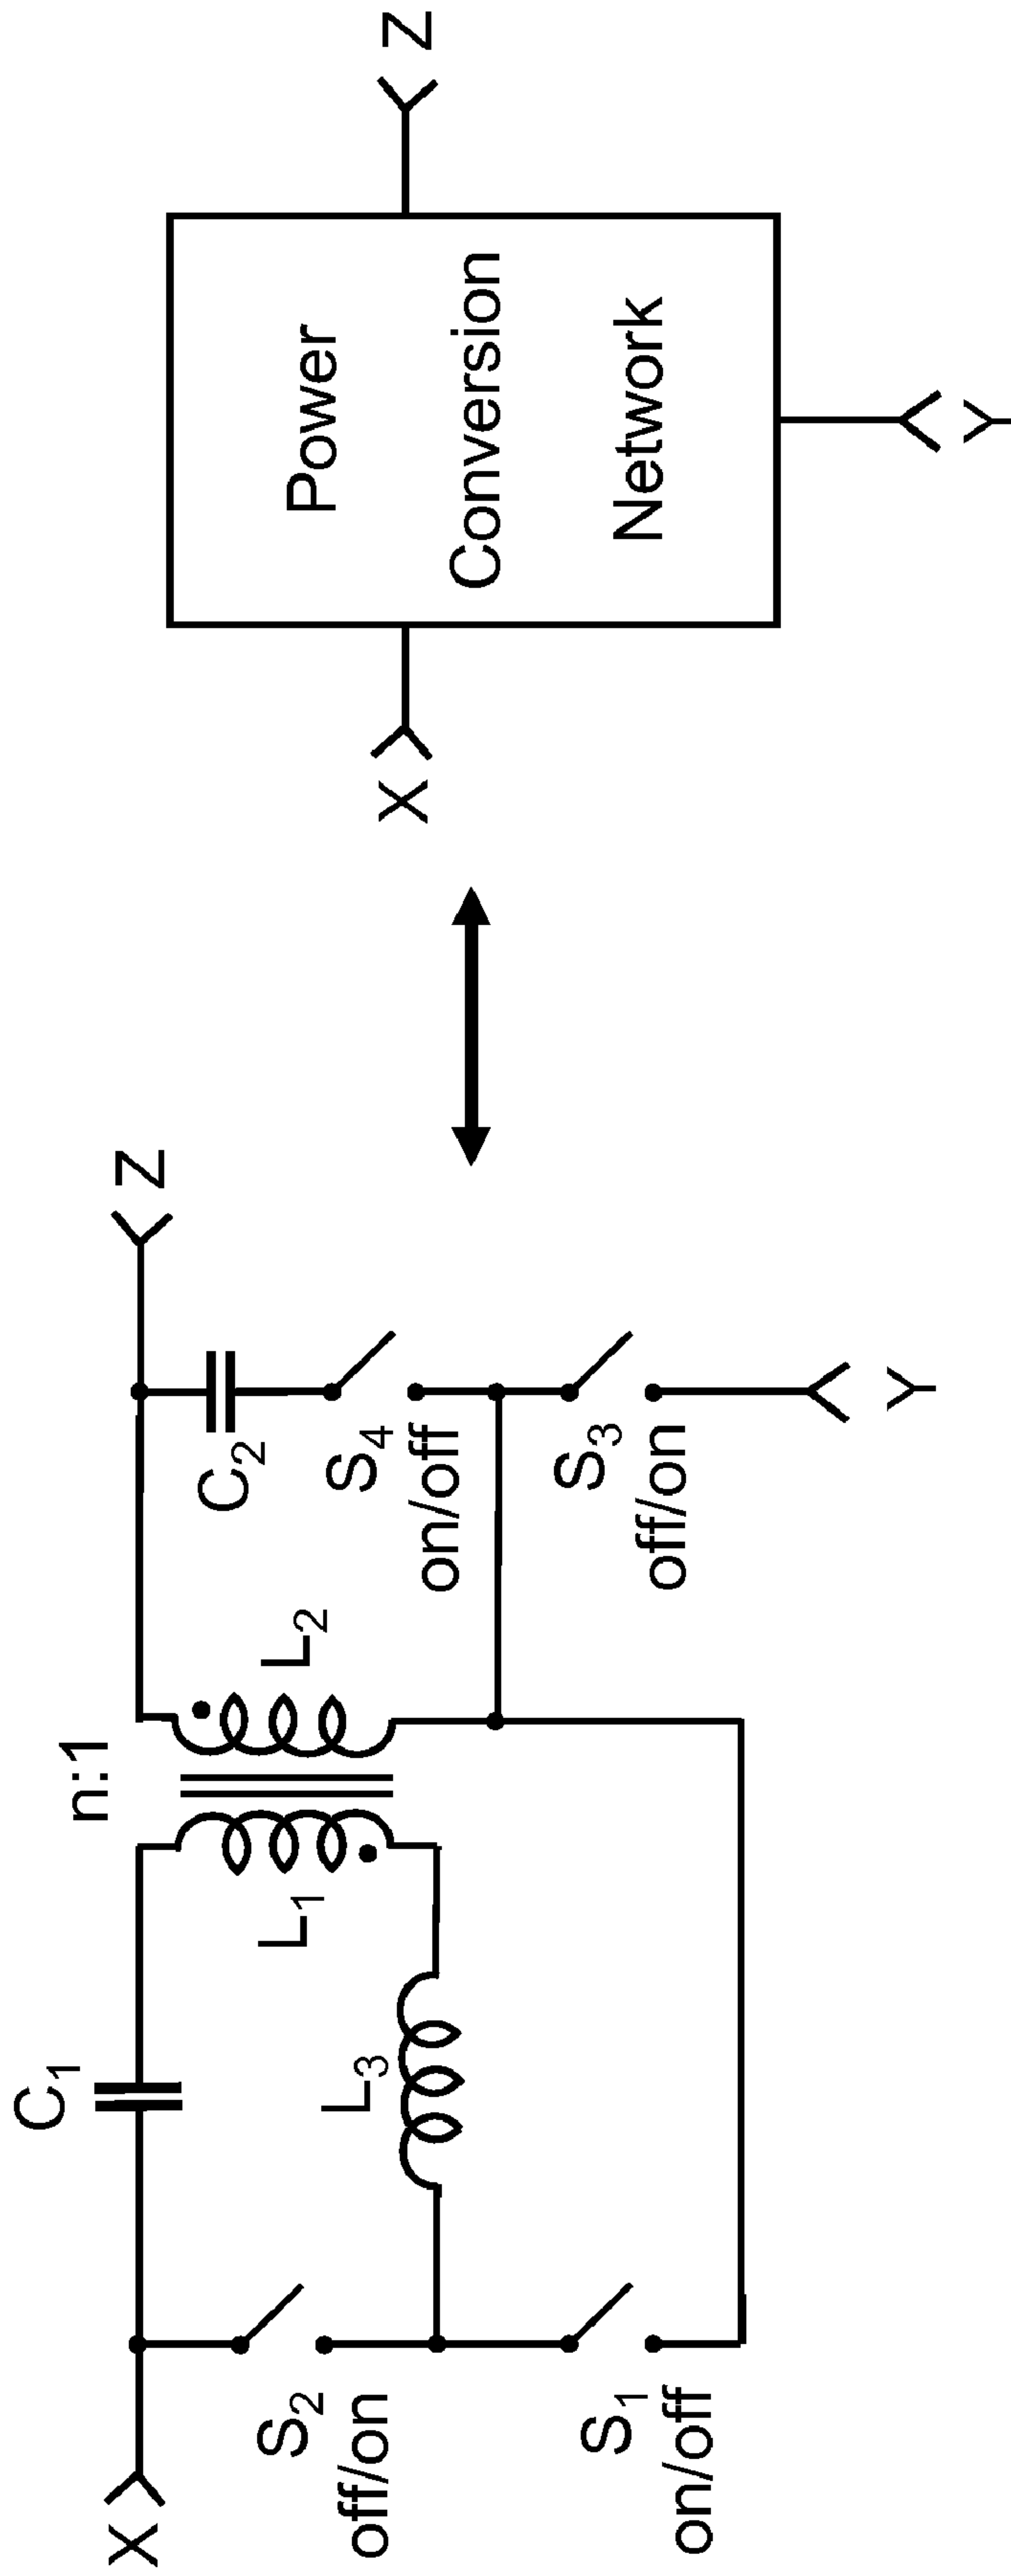 X
C₁
n:1
Z
L₁
L₂
C₂
S₂
off/on
L₃
S₄
on/off
S₁
on/off
S₃
off/on
Y
X
Power
Conversion
Network
Z
Y